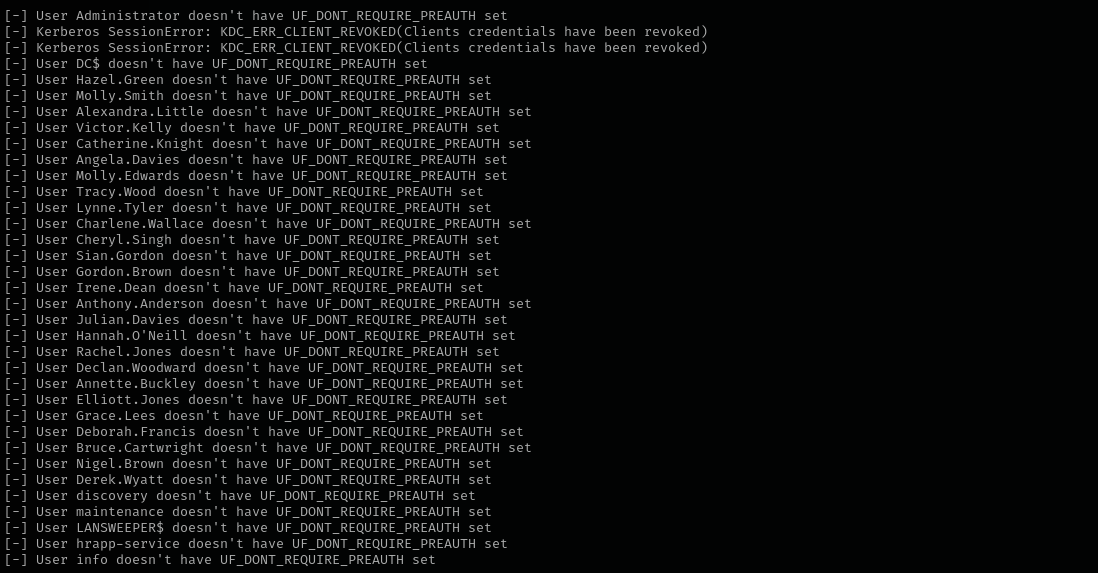 [-] User Administrator doesn't have UF_DONT_REQUIRE_PREAUTH set
[-] Kerberos SessionError: KDC_ERR_CLIENT_REVOKED(Clients credentials have been revoked)
[-] Kerberos SessionError: KDC_ERR_CLIENT_REVOKED(Clients credentials have been revoked)
[-] User DC$ doesn't have UF_DONT_REQUIRE_PREAUTH set
[-] User Hazel.Green doesn't have UF_DONT_REQUIRE_PREAUTH set
[-] User Molly.Smith doesn't have UF_DONT_REQUIRE_PREAUTH set
[-] User Alexandra.Little doesn't have UF_DONT_REQUIRE_PREAUTH set
[-] User Victor.Kelly doesn't have UF_DONT_REQUIRE_PREAUTH set
[-] User Catherine.Knight doesn't have UF_DONT_REQUIRE_PREAUTH set
[-] User Angela.Davies doesn't have UF_DONT_REQUIRE_PREAUTH set
[-] User Molly.Edwards doesn't have UF_DONT_REQUIRE_PREAUTH set
[-] User Tracy.Wood doesn't have UF_DONT_REQUIRE_PREAUTH set
[-] User Lynne.Tyler doesn't have UF_DONT_REQUIRE_PREAUTH set
[-] User Charlene.Wallace doesn't have UF_DONT_REQUIRE_PREAUTH set
[-] User Cheryl.Singh doesn't have UF_DONT_REQUIRE_PREAUTH set
[-] User Sian.Gordon doesn't have UF_DONT_REQUIRE_PREAUTH set
[-] User Gordon.Brown doesn't have UF_DONT_REQUIRE_PREAUTH set
[-] User Irene.Dean doesn't have UF_DONT_REQUIRE_PREAUTH set
[-] User Anthony.Anderson doesn't have UF_DONT_REQUIRE_PREAUTH set
[-] User Julian.Davies doesn't have UF_DONT_REQUIRE_PREAUTH set
[-] User Hannah.O'Neill doesn't have UF_DONT_REQUIRE_PREAUTH set
[-] User Rachel.Jones doesn't have UF_DONT_REQUIRE_PREAUTH set
[-] User Declan.Woodward doesn't have UF_DONT_REQUIRE_PREAUTH set
[-] User Annette.Buckley doesn't have UF_DONT_REQUIRE_PREAUTH set
[-] User Elliott.Jones doesn't have UF_DONT_REQUIRE_PREAUTH set
[-] User Grace.Lees doesn't have UF_DONT_REQUIRE_PREAUTH set
[-] User Deborah.Francis doesn't have UF_DONT_REQUIRE_PREAUTH set
[-] User Bruce.Cartwright doesn't have UF_DONT_REQUIRE_PREAUTH set
[-] User Nigel.Brown doesn't have UF_DONT_REQUIRE_PREAUTH set
[-] User Derek.Wyatt doesn't have UF_DONT_REQUIRE_PREAUTH set
[-] User discovery doesn't have UF_DONT_REQUIRE_PREAUTH set
[-] User maintenance doesn't have UF_DONT_REQUIRE_PREAUTH set
[-] User LANSWEEPER$ doesn't have UF_DONT_REQUIRE_PREAUTH set
[-] User hrapp-service doesn't have UF_DONT_REQUIRE_PREAUTH set
[-] User info doesn't have UF_DONT_REQUIRE_PREAUTH set